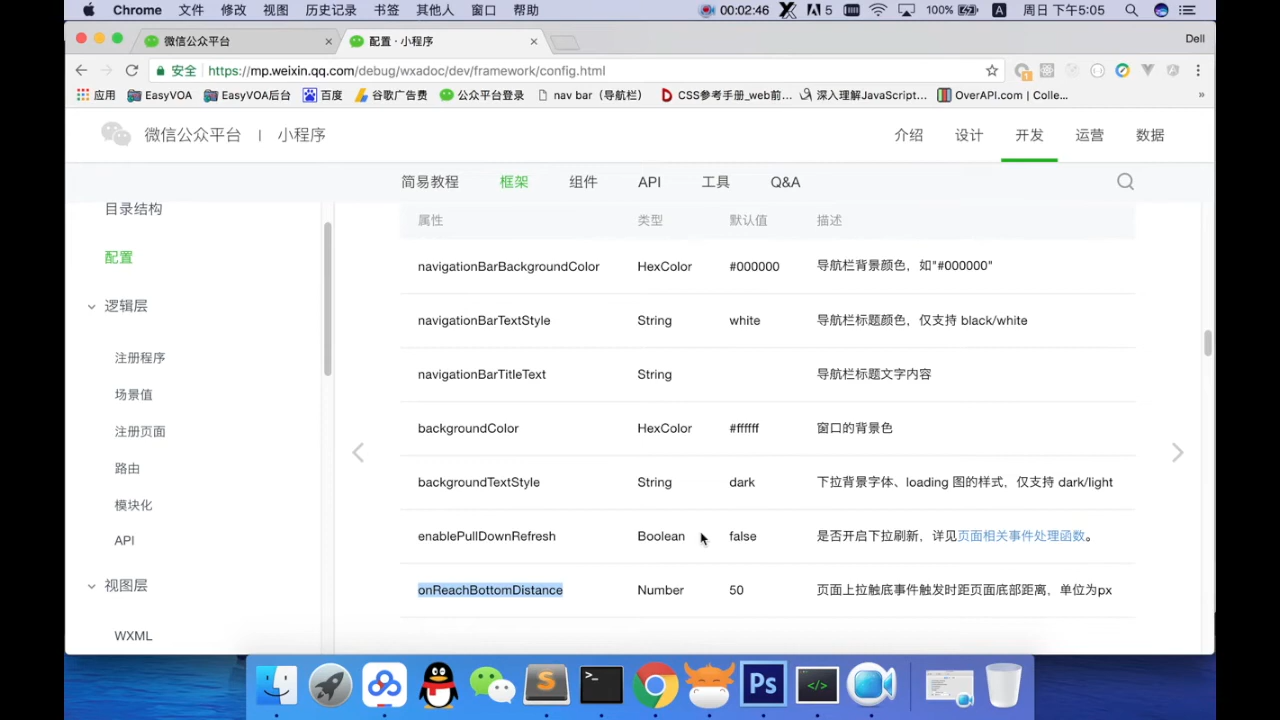 Chrome 文件 修改 视图 历史记录 书签 其他人 窗口 帮助 00:02:46 5 100% A 周日 下午5:05
微信公众平台 配置 · 小程序 Dell
安全 https://mp.weixin.qq.com/debug/wxadoc/dev/framework/config.html
应用 EasyVOA EasyVOA后台 百度 谷歌广告费 公众平台登录 nav bar（导航栏） CSS参考手册_web前... 深入理解JavaScript... OverAPI.com | Colle... »
微信公众平台 | 小程序 介绍 设计 开发 运营 数据
简易教程 框架 组件 API 工具 Q&A
目录结构
配置
逻辑层
注册程序
场景值
注册页面
路由
模块化
API
视图层
WXML
属性 类型 默认值 描述
navigationBarBackgroundColor HexColor #000000 导航栏背景颜色，如"#000000"
navigationBarTextStyle String white 导航栏标题颜色，仅支持 black/white
navigationBarTitleText String 导航栏标题文字内容
backgroundColor HexColor #ffffff 窗口的背景色
backgroundTextStyle String dark 下拉背景字体、loading 图的样式，仅支持 dark/light
enablePullDownRefresh Boolean false 是否开启下拉刷新，详见页面相关事件处理函数。
onReachBottomDistance Number 50 页面上拉触底事件触发时距页面底部距离，单位为px
S >_ Ps </>